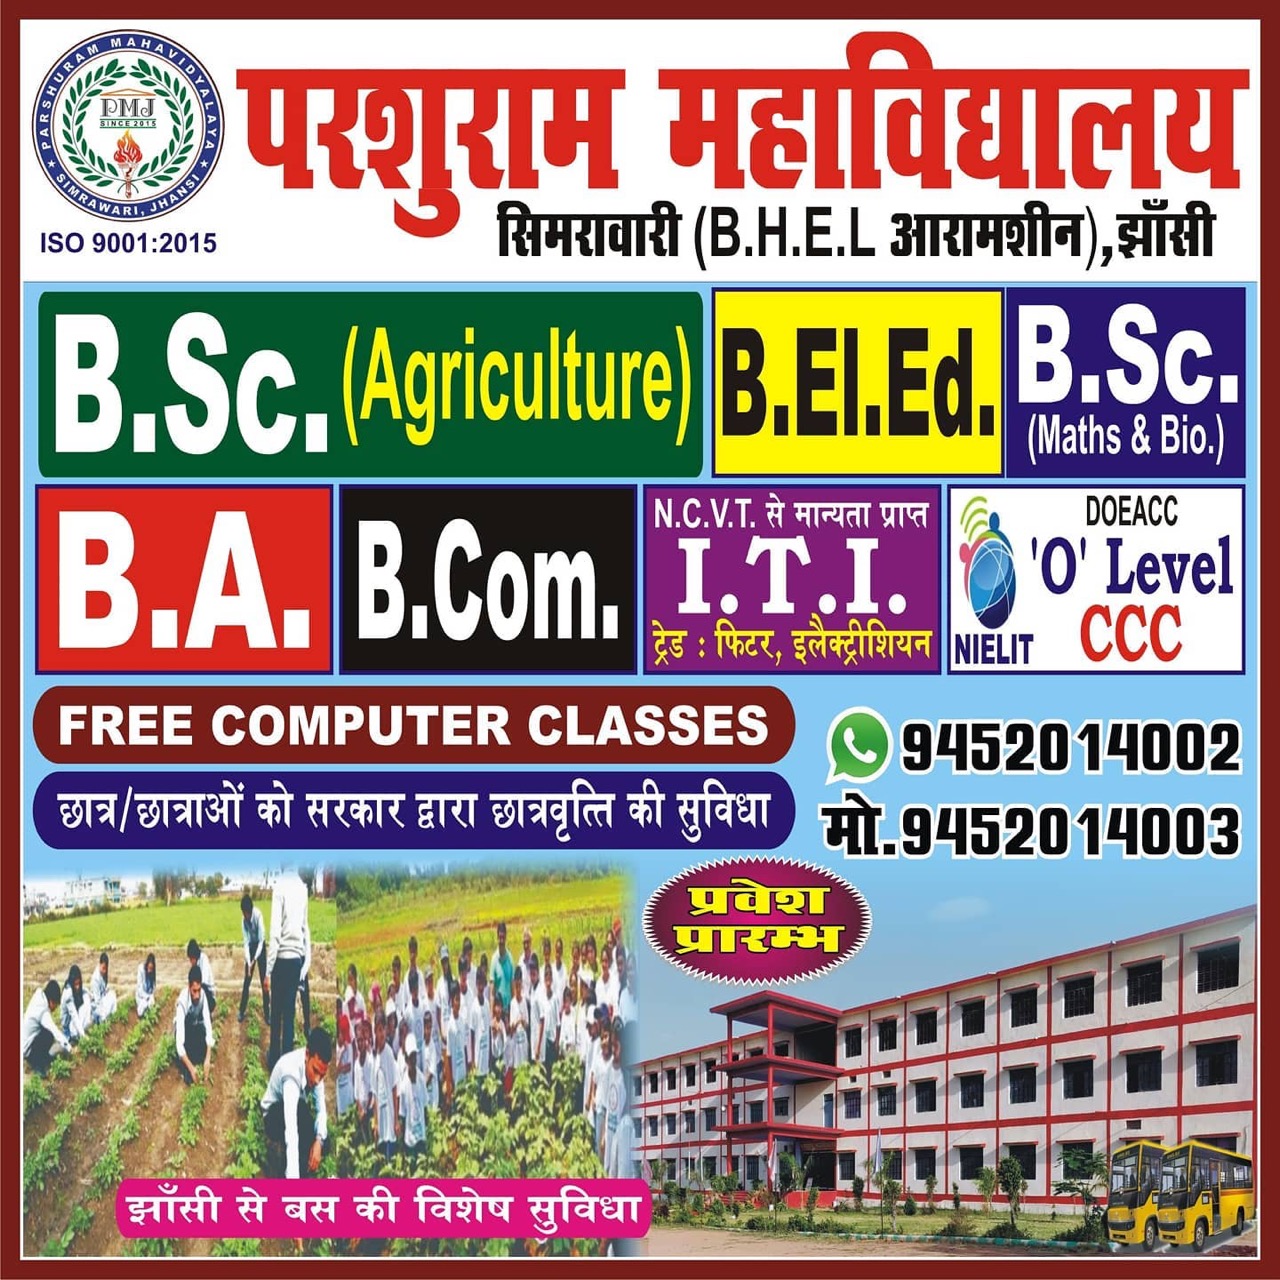 PARSHURAM MAHAVIDYALAYA
PMJ
SINCE 2015
★ SIMRAWARI, JHANSI ★
ISO 9001:2015
परशुराम महाविद्यालय
सिमरावारी (B.H.E.L आरामशीन),झाँसी
B.Sc. (Agriculture)
B.El.Ed.
B.Sc.
(Maths & Bio.)
B.A.
B.Com.
N.C.V.T. से मान्यता प्राप्त
I.T.I.
ट्रेड : फिटर, इलैक्ट्रीशियन
NIELIT
DOEACC
'O' Level
CCC
FREE COMPUTER CLASSES
छात्र/छात्राओं को सरकार द्वारा छात्रवृत्ति की सुविधा
9452014002
मो.9452014003
प्रवेश
प्रारम्भ
झाँसी से बस की विशेष सुविधा